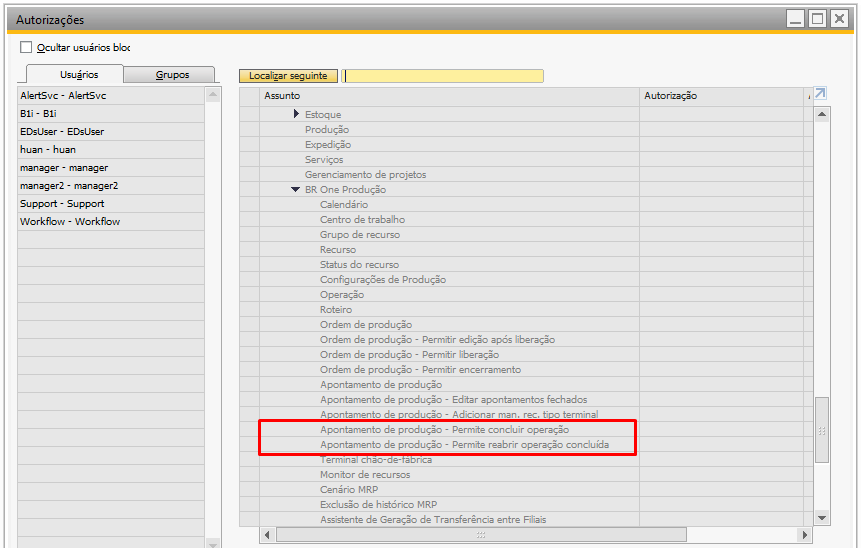 Autorizações
Ocultar usuários bloc
Usuários
Grupos
Localizar seguinte
AlertSvc - AlertSvc
B1i - B1i
EDsUser - EDsUser
huan - huan
manager - manager
manager2 - manager2
Support - Support
Workflow - Workflow
Assunto
Autorização
Estoque
Produção
Expedição
Serviços
Gerenciamento de projetos
BR One Produção
Calendário
Centro de trabalho
Grupo de recurso
Recurso
Status do recurso
Configurações de Produção
Operação
Roteiro
Ordem de produção
Ordem de produção - Permitir edição após liberação
Ordem de produção - Permitir liberação
Ordem de produção - Permitir encerramento
Apontamento de produção
Apontamento de produção - Editar apontamentos fechados
Apontamento de produção - Adicionar man. rec. tipo terminal
Apontamento de produção - Permite concluir operação
Apontamento de produção - Permite reabrir operação concluída
Terminal chão-de-fábrica
Monitor de recursos
Cenário MRP
Exclusão de histórico MRP
Assistente de Geração de Transferência entre Filiais